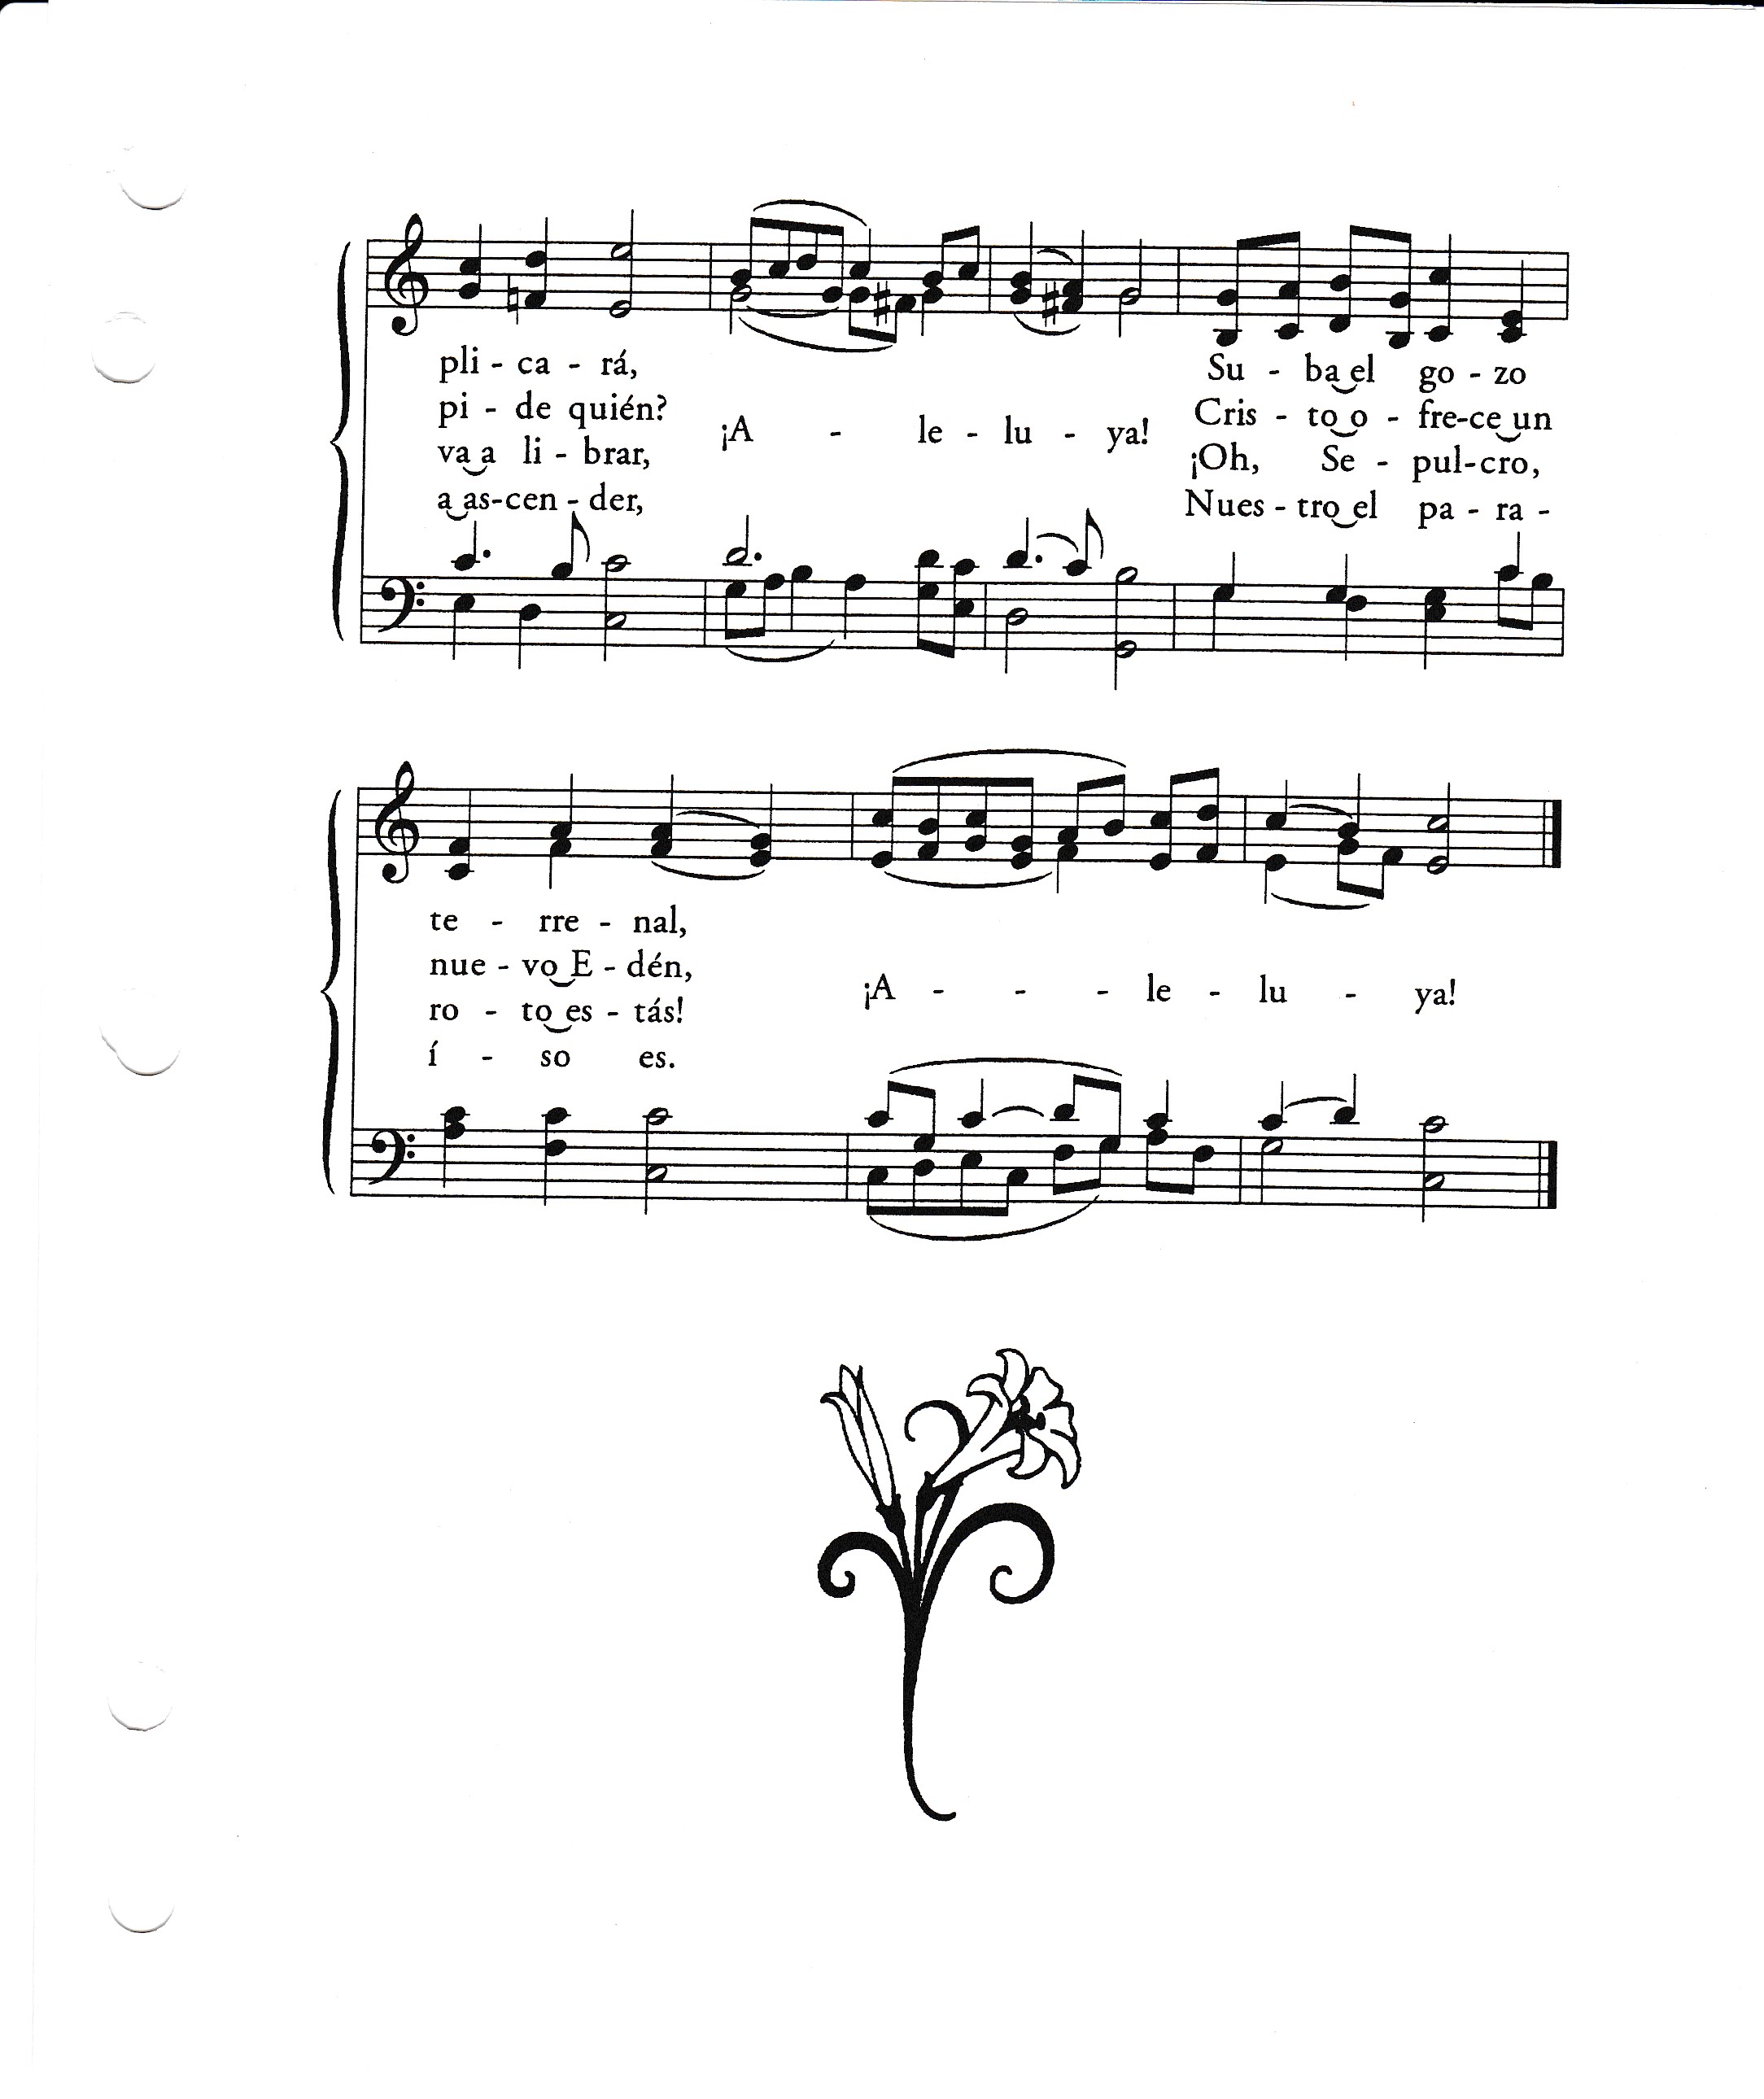 pli - ca - rá, Su - ba el go - zo
pi - de quién? Cris - to o - fre-ce un
¡A - le - lu - ya!
va a li - brar, ¡Oh, Se - pul-cro,
a as-cen - der, Nues - tro el pa - ra -
te - rre - nal,
nue - vo E - dén,
¡A - - - le - lu - ya!
ro - to es - tás!
í - so es.